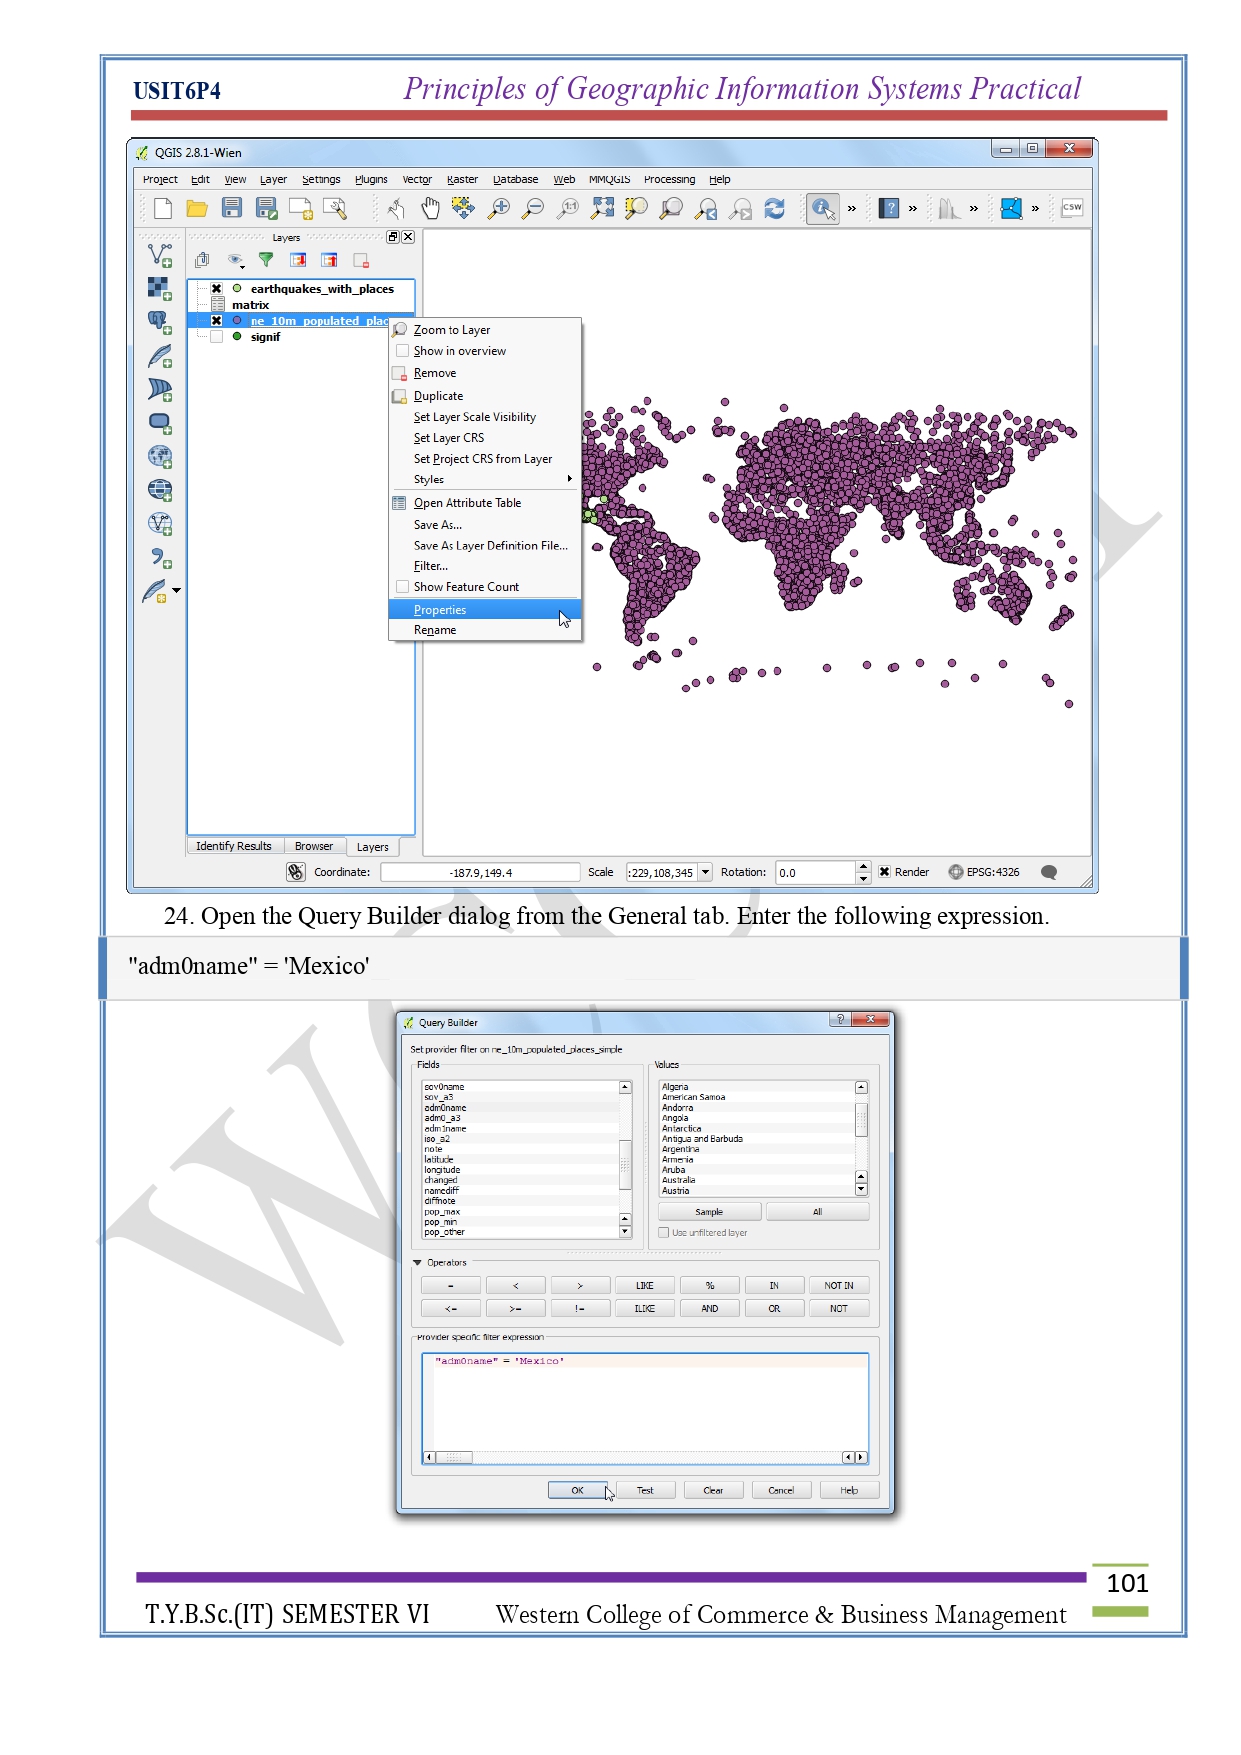 USIT6P4 Principles of Geographic Information Systems Practical
QGIS 2.8.1-Wien
Project Edit View Layer Settings Plugins Vector Raster Database Web MMQGIS Processing Help
CSW
Layers
earthquakes_with_places
matrix
ne_10m_populated_plac
signif
Zoom to Layer
Show in overview
Remove
Duplicate
Set Layer Scale Visibility
Set Layer CRS
Set Project CRS from Layer
Styles
Open Attribute Table
Save As...
Save As Layer Definition File...
Filter...
Show Feature Count
Properties
Rename
Identify Results Browser Layers
Coordinate: -187.9,149.4 Scale :229,108,345 Rotation: 0.0 Render EPSG:4326
24. Open the Query Builder dialog from the General tab. Enter the following expression.
"adm0name" = 'Mexico'
Query Builder
Set provider filter on ne_10m_populated_places_simple
Fields
sov0name
sov_a3
adm0name
adm0_a3
adm1name
iso_a2
note
latitude
longitude
changed
namediff
diffnote
pop_max
pop_min
pop_other
Values
Algeria
American Samoa
Andorra
Angola
Antarctica
Antigua and Barbuda
Argentina
Armenia
Aruba
Australia
Austria
Sample All
Use unfiltered layer
Operators
= < > LIKE % IN NOT IN
<= >= != ILIKE AND OR NOT
Provider specific filter expression
"adm0name" = 'Mexico'
OK Test Clear Cancel Help
101
T.Y.B.Sc.(IT) SEMESTER VI Western College of Commerce & Business Management